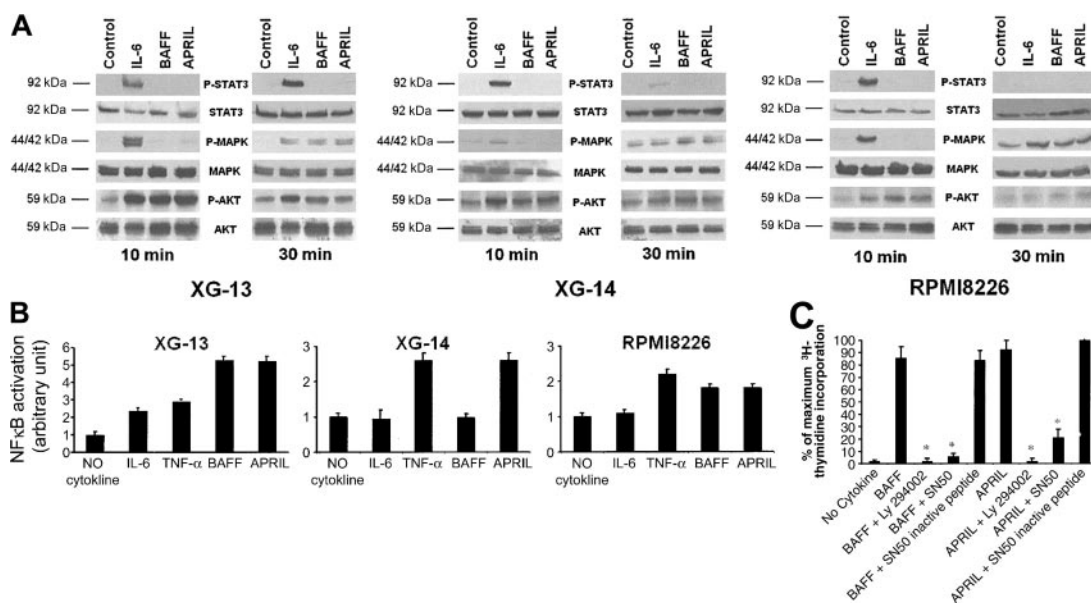 A
Control IL-6 BAFF APRIL Control IL-6 BAFF APRIL Control IL-6 BAFF APRIL Control IL-6 BAFF APRIL Control IL-6 BAFF APRIL Control IL-6 BAFF APRIL
92 kDa P-STAT3 92 kDa P-STAT3 92 kDa P-STAT3
92 kDa STAT3 92 kDa STAT3 92 kDa STAT3
44/42 kDa P-MAPK 44/42 kDa P-MAPK 44/42 kDa P-MAPK
44/42 kDa MAPK 44/42 kDa MAPK 44/42 kDa MAPK
59 kDa P-AKT 59 kDa P-AKT 59 kDa P-AKT
59 kDa AKT 59 kDa AKT 59 kDa AKT
10 min 30 min 10 min 30 min 10 min 30 min
XG-13 XG-14 RPMI8226
B
NFκB activation
(arbitrary unit)
XG-13
6
5
4
3
2
1
0
NO IL-6 TNF-α BAFF APRIL
cytokline
XG-14
3
2
1
0
NO IL-6 TNF-α BAFF APRIL
cytokline
RPMI8226
3
2
1
0
NO IL-6 TNF-α BAFF APRIL
cytokline
C
% of maximum ³H-
thymidine incorporation
100
90
80
70
60
50
40
30
20
10
0
* * * *
No Cytokine
BAFF
BAFF + Ly 294002
BAFF + SN50
BAFF + SN50 inactive peptide
APRIL
APRIL + Ly 294002
APRIL + SN50
APRIL + SN50 inactive peptide